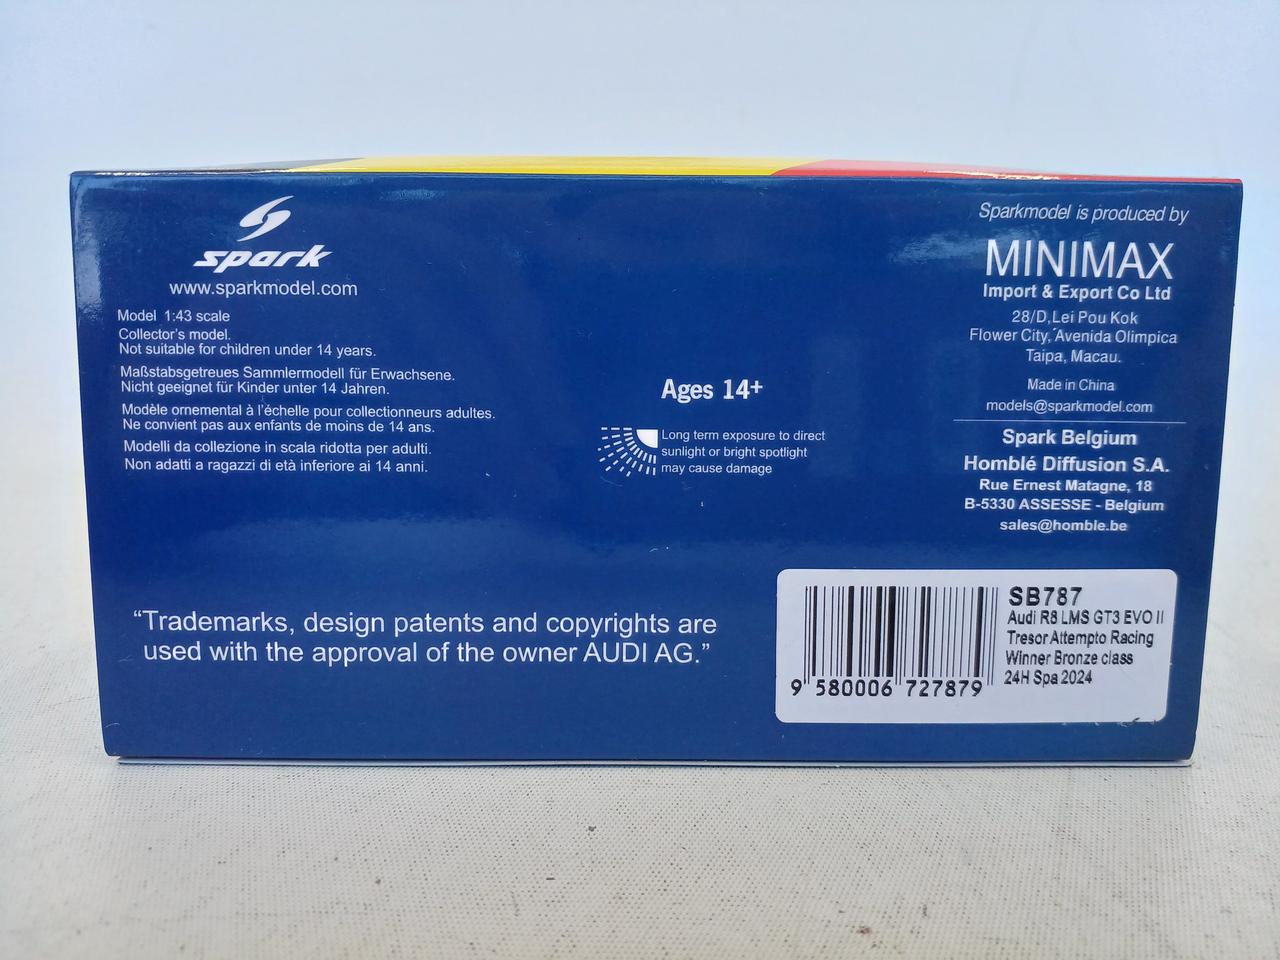 spark
www.sparkmodel.com
Model 1:43 scale
Collector's model.
Not suitable for children under 14 years.
Maßstabsgetreues Sammlermodell für Erwachsene.
Nicht geeignet für Kinder unter 14 Jahren.
Modèle ornemental à l'échelle pour collectionneurs adultes.
Ne convient pas aux enfants de moins de 14 ans.
Modelli da collezione in scala ridotta per adulti.
Non adatti a ragazzi di età inferiore ai 14 anni.
Ages 14+
Long term exposure to direct
sunlight or bright spotlight
may cause damage
Sparkmodel is produced by
MINIMAX
Import & Export Co Ltd
28/D,Lei Pou Kok
Flower City, Avenida Olimpica
Taipa, Macau.
Made in China
models@sparkmodel.com
Spark Belgium
Homblé Diffusion S.A.
Rue Ernest Matagne, 18
B-5330 ASSESSE - Belgium
sales@homble.be
“Trademarks, design patents and copyrights are
used with the approval of the owner AUDI AG.”
SB787
Audi R8 LMS GT3 EVO II
Tresor Attempto Racing
Winner Bronze class
24H Spa 2024
9 580006 727879